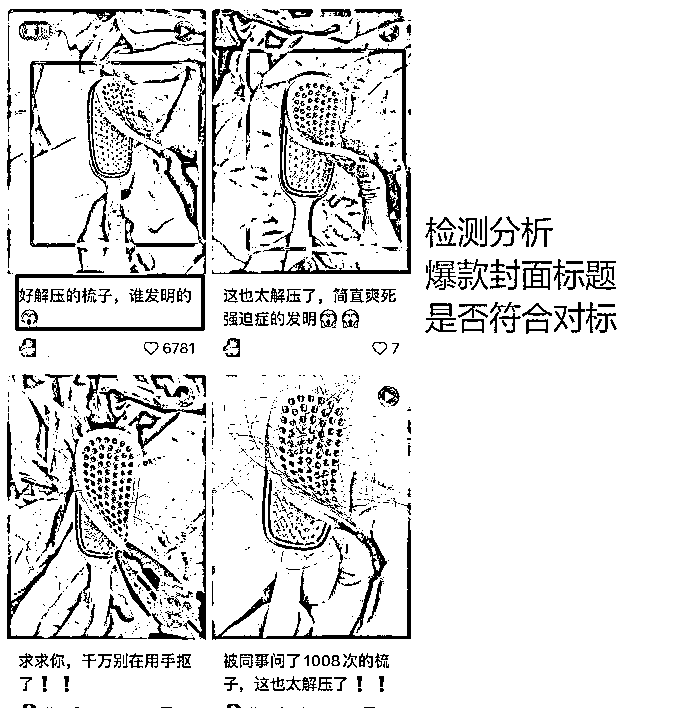 好解压的梳子，谁发明的
😱
6781
这也太解压了，简直爽死
强迫症的发明😱😱
7
检测分析
爆款封面标题
是否符合对标
求求你，千万别在用手抠
了！！
被同事问了1008次的梳
子，这也太解压了！！